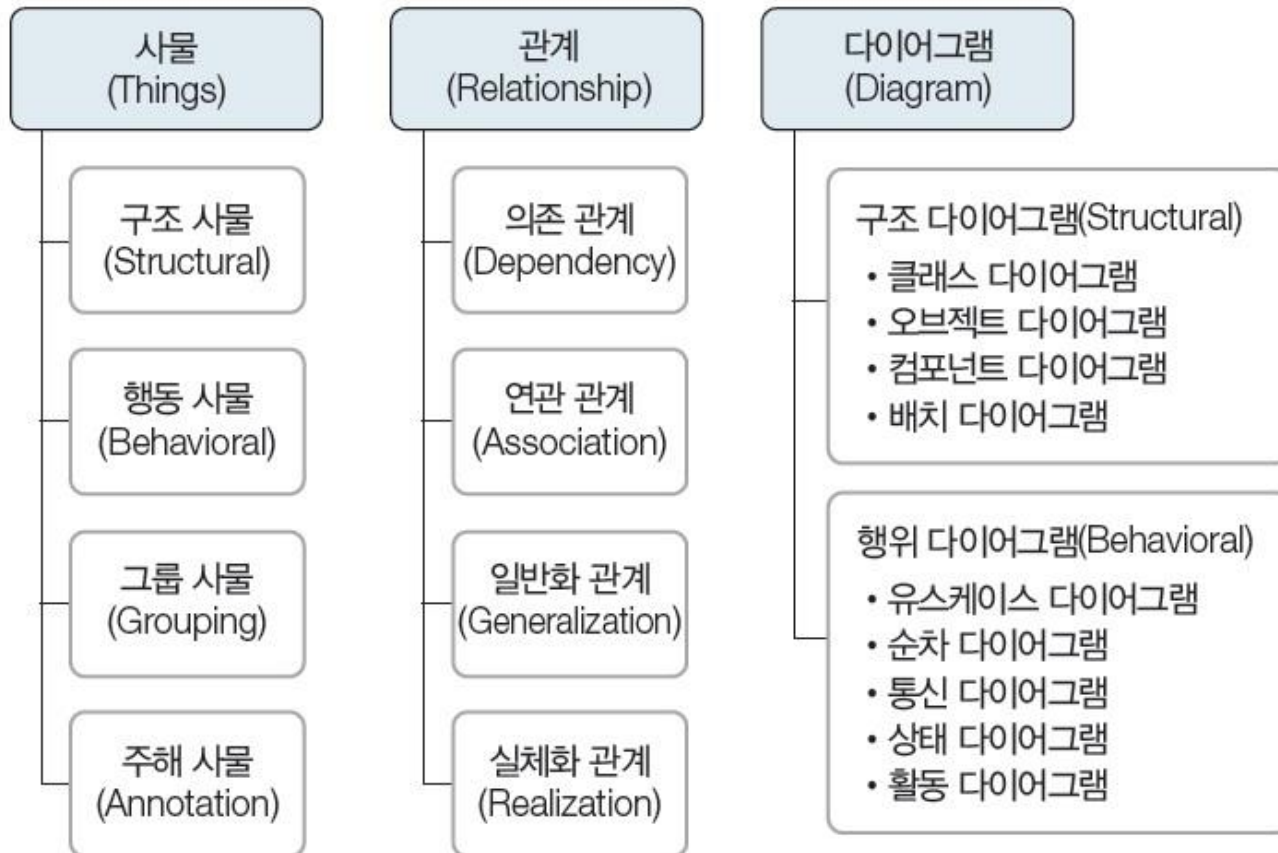 사물
(Things)
구조 사물
(Structural)
행동 사물
(Behavioral)
그룹 사물
(Grouping)
주해 사물
(Annotation)
관계
(Relationship)
의존 관계
(Dependency)
연관 관계
(Association)
일반화 관계
(Generalization)
실체화 관계
(Realization)
다이어그램
(Diagram)
구조 다이어그램(Structural)
• 클래스 다이어그램
• 오브젝트 다이어그램
• 컴포넌트 다이어그램
• 배치 다이어그램
행위 다이어그램(Behavioral)
• 유스케이스 다이어그램
• 순차 다이어그램
• 통신 다이어그램
• 상태 다이어그램
• 활동 다이어그램